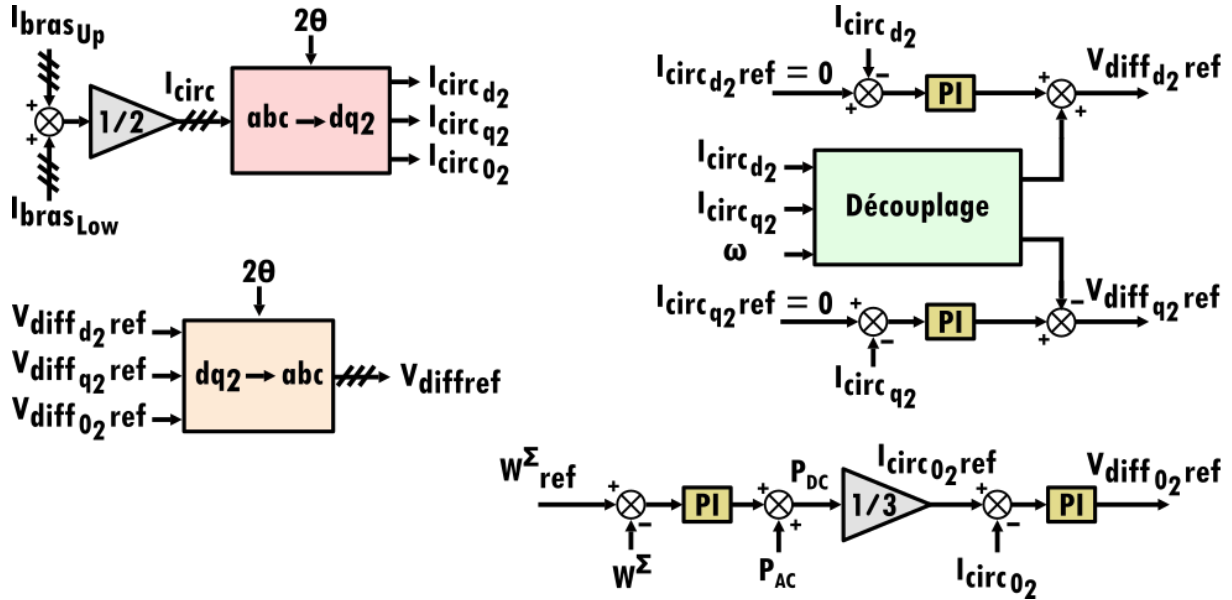 I_bras_Up
+
+
I_bras_Low
1/2
I_circ
2θ
abc → dq₂
I_circ_d₂
I_circ_q₂
I_circ_0₂
2θ
V_diff_d₂ ref
V_diff_q₂ ref
V_diff_0₂ ref
dq₂ → abc
V_diffref
I_circ_d₂
I_circ_d₂ ref = 0
−
+
PI
+
+
V_diff_d₂ ref
I_circ_d₂
I_circ_q₂
ω
Découplage
I_circ_q₂ ref = 0
+
−
PI
−
+
V_diff_q₂ ref
I_circ_q₂
W^Σ ref
+
−
W^Σ
PI
+
+
P_AC
P_DC
1/3
I_circ_0₂ ref
+
−
I_circ_0₂
PI
V_diff_0₂ ref